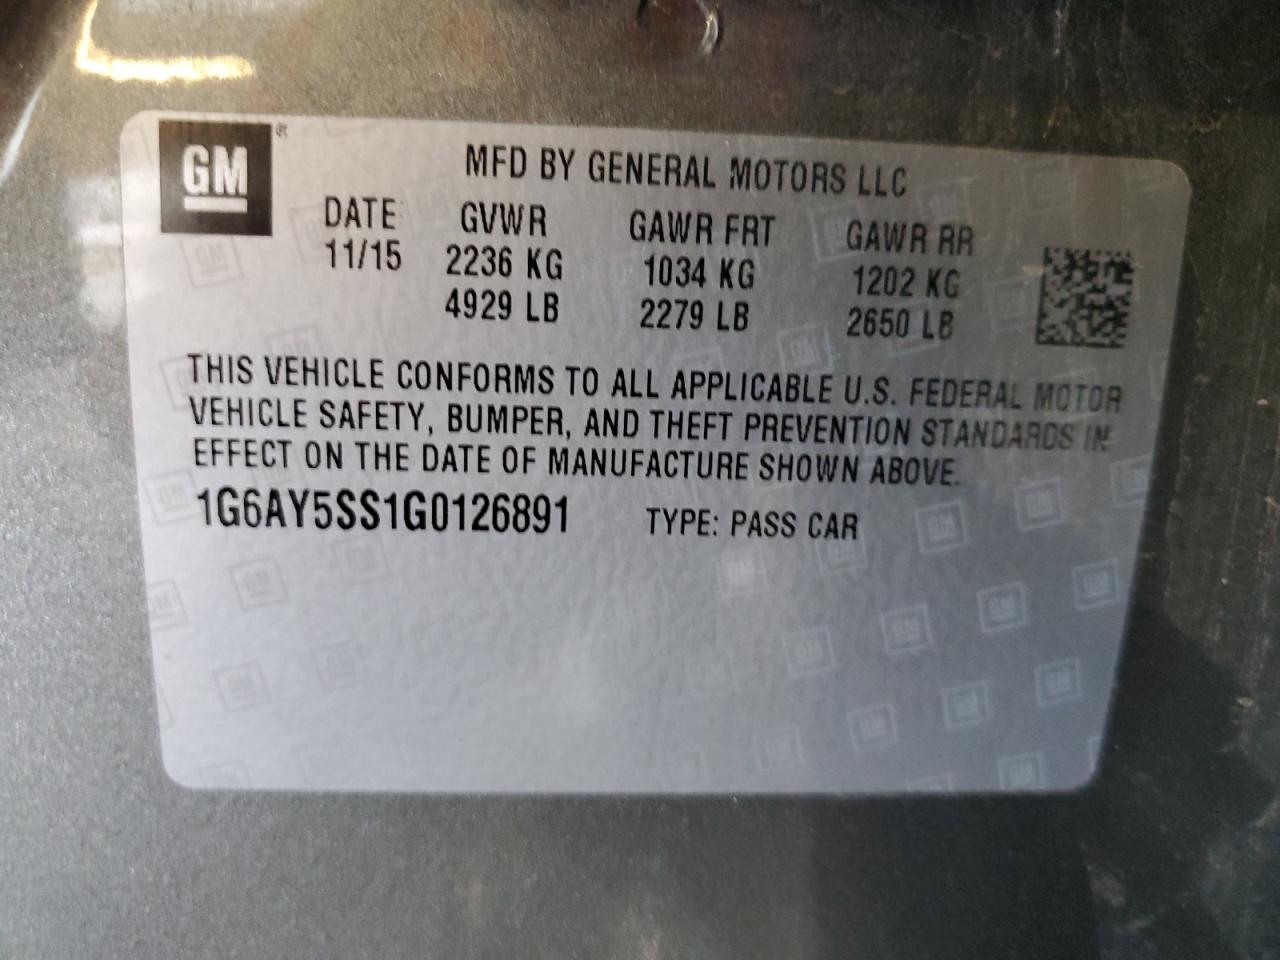 GM ®
MFD BY GENERAL MOTORS LLC
DATE GVWR GAWR FRT GAWR RR
11/15 2236 KG 1034 KG 1202 KG
4929 LB 2279 LB 2650 LB
THIS VEHICLE CONFORMS TO ALL APPLICABLE U.S. FEDERAL MOTOR
VEHICLE SAFETY, BUMPER, AND THEFT PREVENTION STANDARDS IN
EFFECT ON THE DATE OF MANUFACTURE SHOWN ABOVE.
1G6AY5SS1G0126891 TYPE: PASS CAR